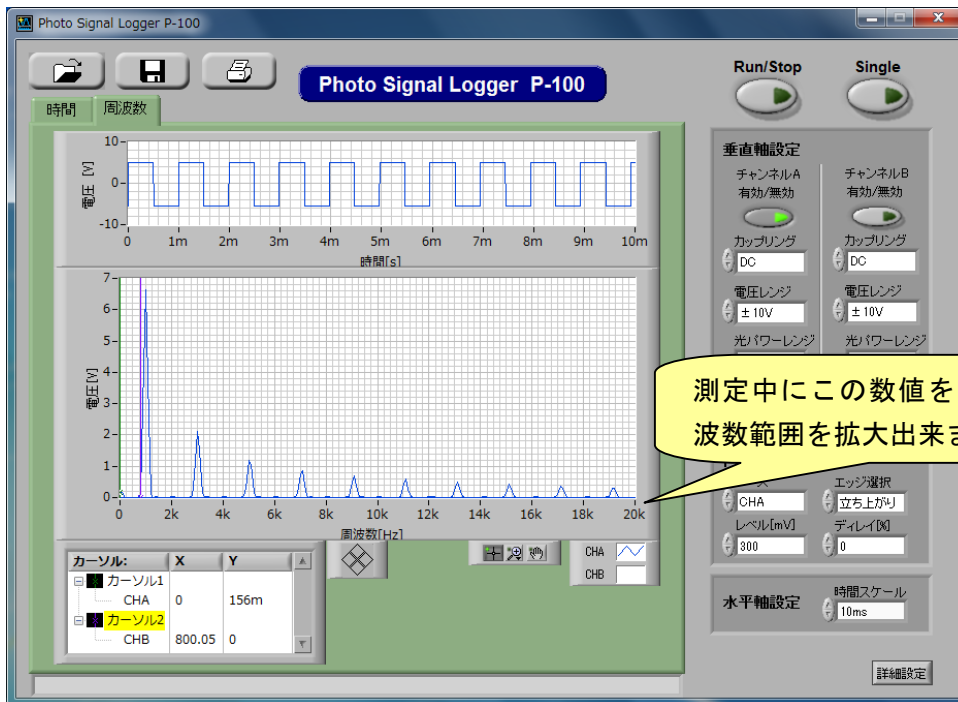 Photo Signal Logger P-100
Photo Signal Logger P-100
Run/Stop
Single
時間
周波数
電圧 [V]
10
0
-10
0 1m 2m 3m 4m 5m 6m 7m 8m 9m 10m
時間[s]
電圧[V]
7
6
5
4
3
2
1
0
0 2k 4k 6k 8k 10k 12k 14k 16k 18k 20k
周波数[Hz]
カーソル: X Y
カーソル1
CHA 0 156m
カーソル2
CHB 800.05 0
CHA
CHB
垂直軸設定
チャンネルA
有効/無効
カップリング
DC
電圧レンジ
±10V
光パワーレンジ
チャンネルB
有効/無効
カップリング
DC
電圧レンジ
±10V
光パワーレンジ
測定中にこの数値を
波数範囲を拡大出来ま
CHA
エッジ選択
立ち上がり
レベル[mV]
300
ディレイ[%]
0
水平軸設定
時間スケール
10ms
詳細設定